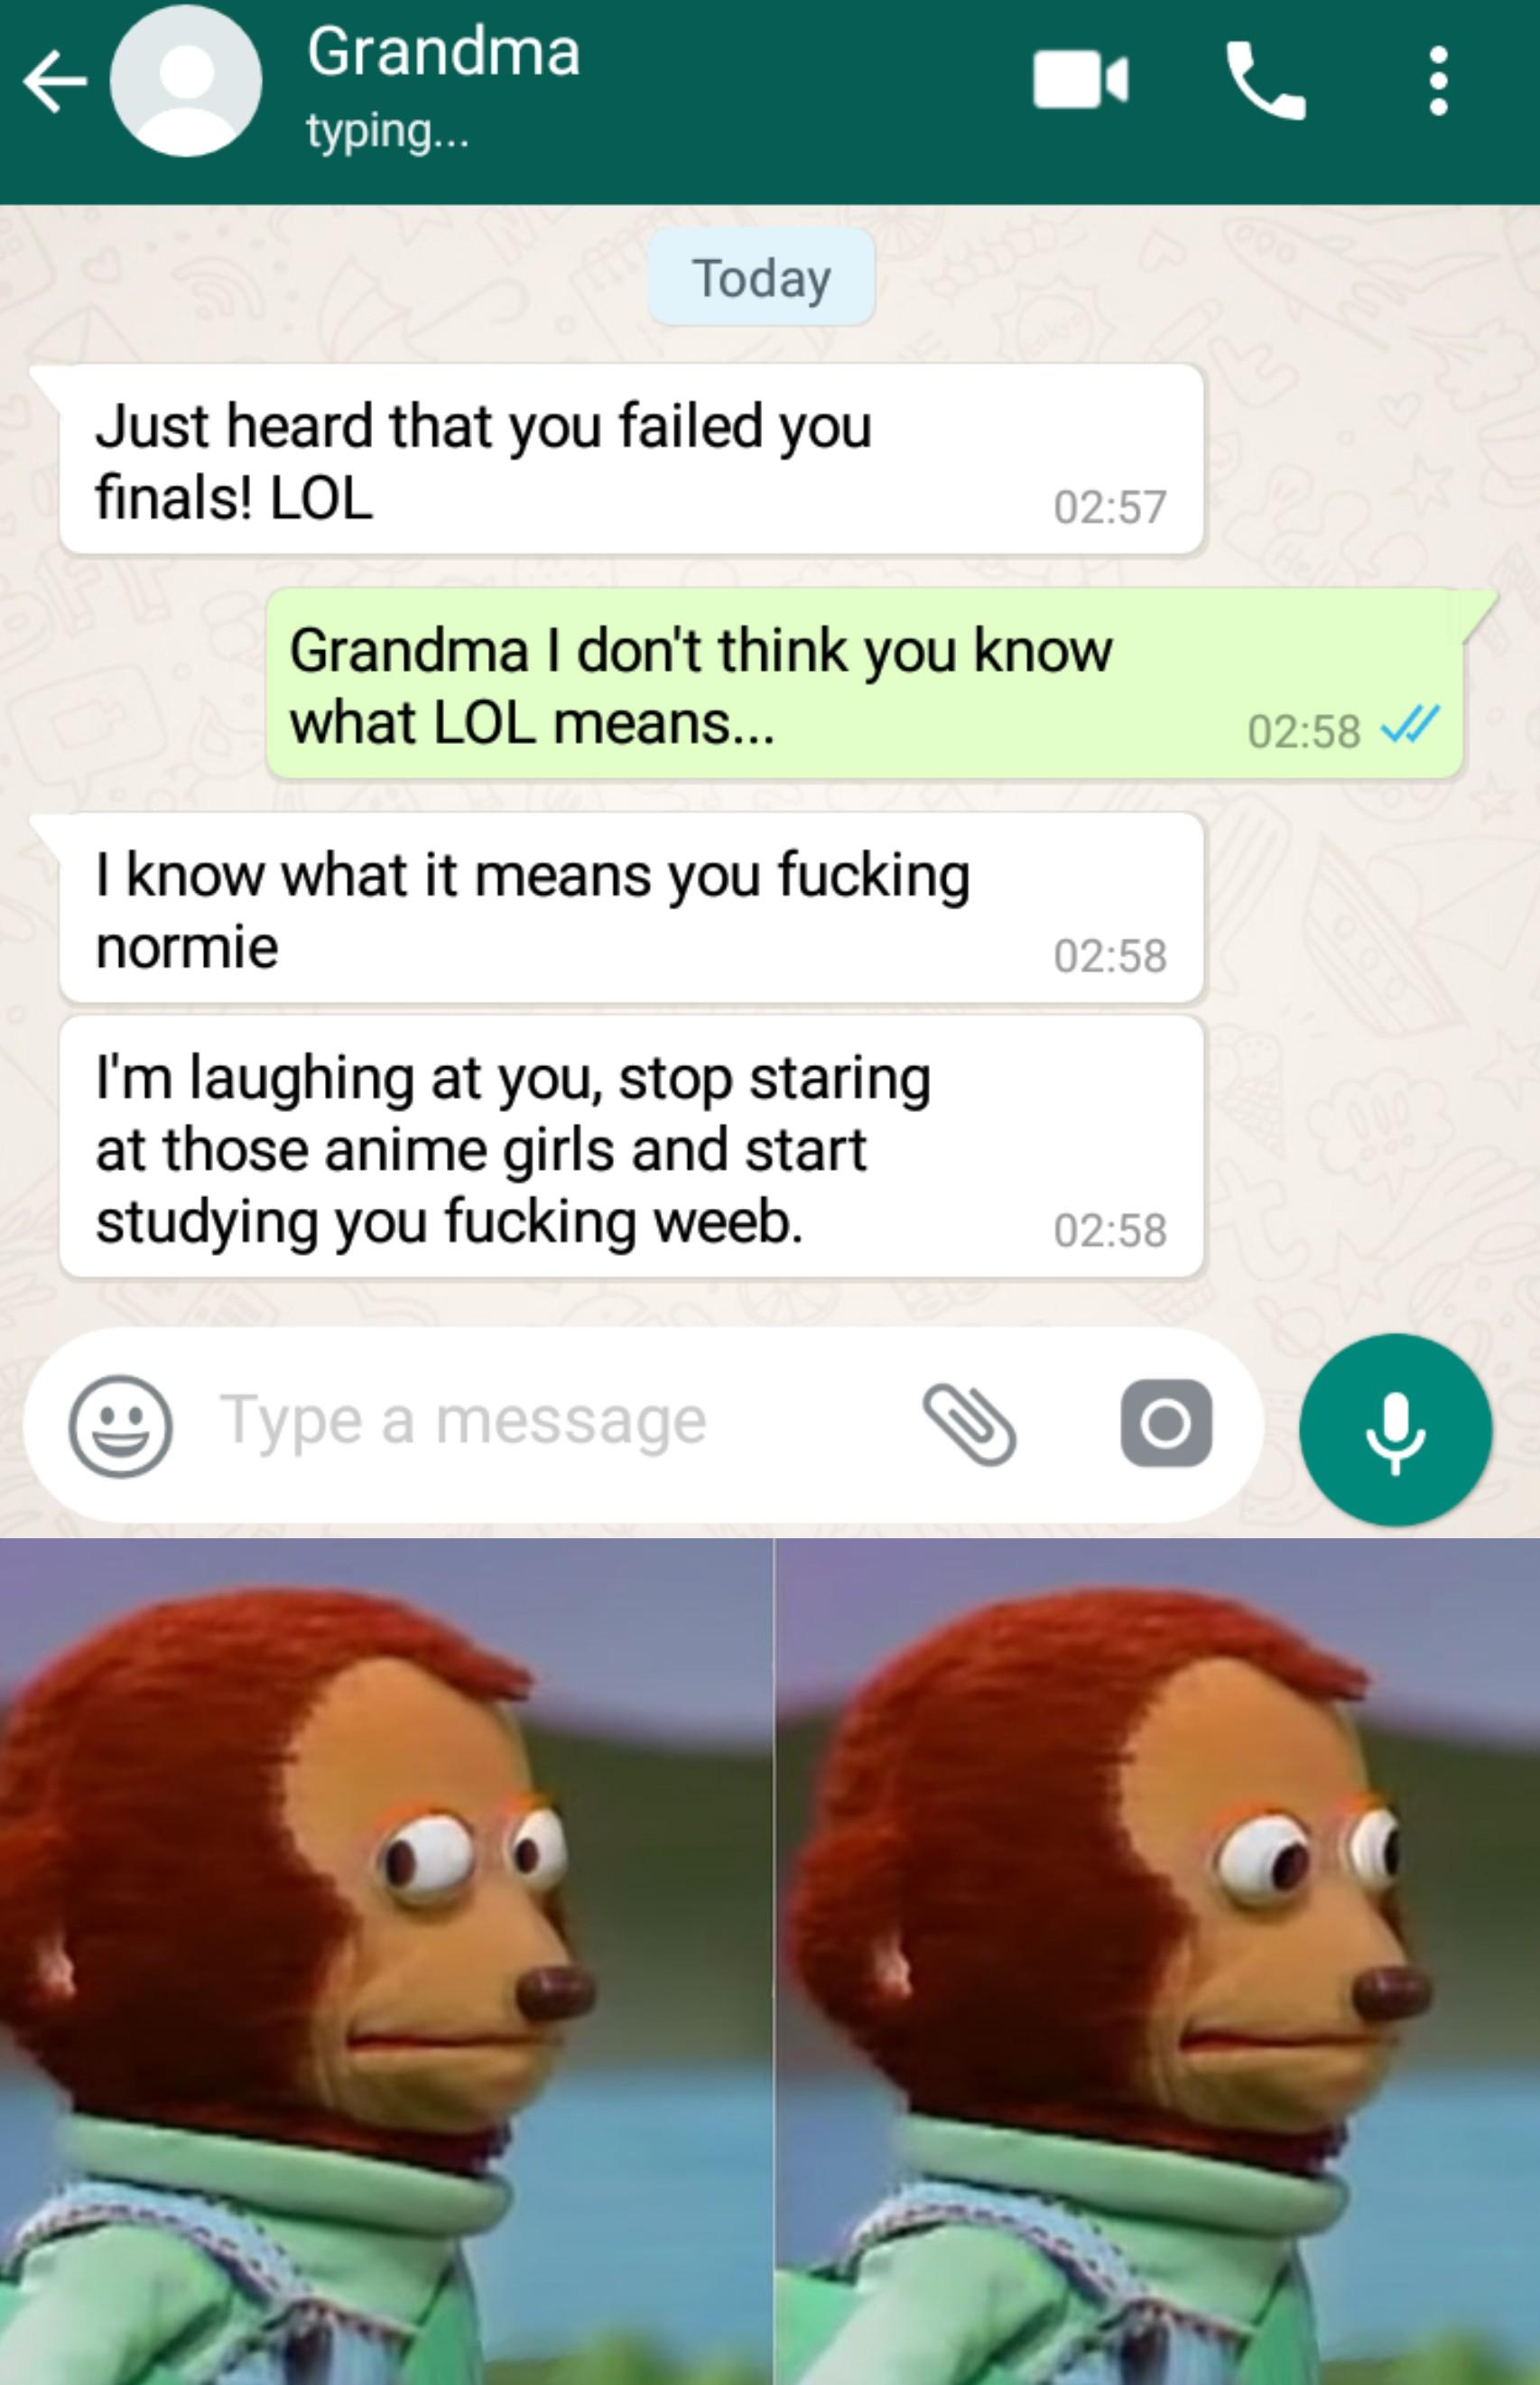 Grandma
typing...
Today
Just heard that you failed you
finals! LOL
02:57
Grandma I don't think you know
what LOL means...
02:58
I know what it means you fucking
normie
02:58
I'm laughing at you, stop staring
at those anime girls and start
studying you fucking weeb.
02:58
Type a message